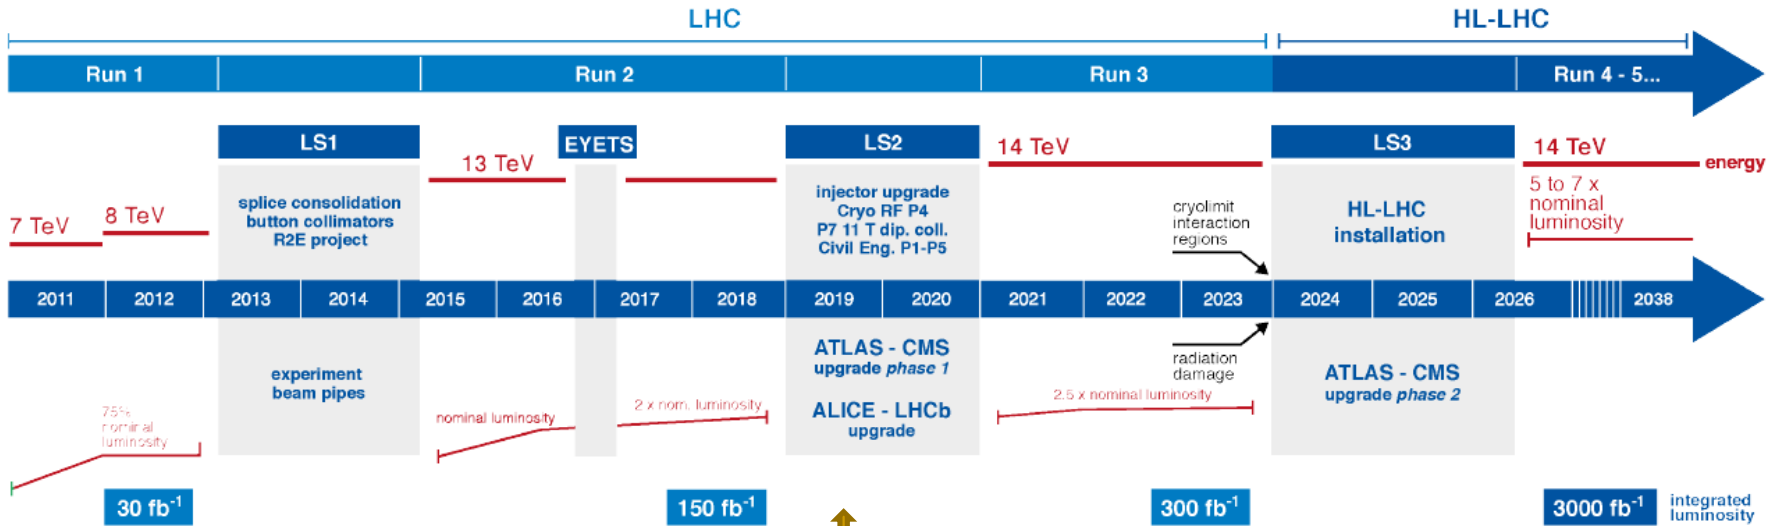 LHC
HL-LHC
Run 1
Run 2
Run 3
Run 4 - 5...
LS1
EYETS
LS2
LS3
7 TeV
8 TeV
13 TeV
14 TeV
14 TeV
energy
splice consolidation
button collimators
R2E project
injector upgrade
Cryo RF P4
P7 11 T dip. coll.
Civil Eng. P1-P5
cryolimit
interaction
regions
HL-LHC
installation
5 to 7 x
nominal
luminosity
2011 2012 2013 2014 2015 2016 2017 2018 2019 2020 2021 2022 2023 2024 2025 2026 2038
experiment
beam pipes
ATLAS - CMS
upgrade phase 1
ALICE - LHCb
upgrade
radiation
damage
ATLAS - CMS
upgrade phase 2
75%
nominal
luminosity
nominal luminosity
2 x nom. luminosity
2.5 x nominal luminosity
30 fb-1
150 fb-1
300 fb-1
3000 fb-1
integrated
luminosity